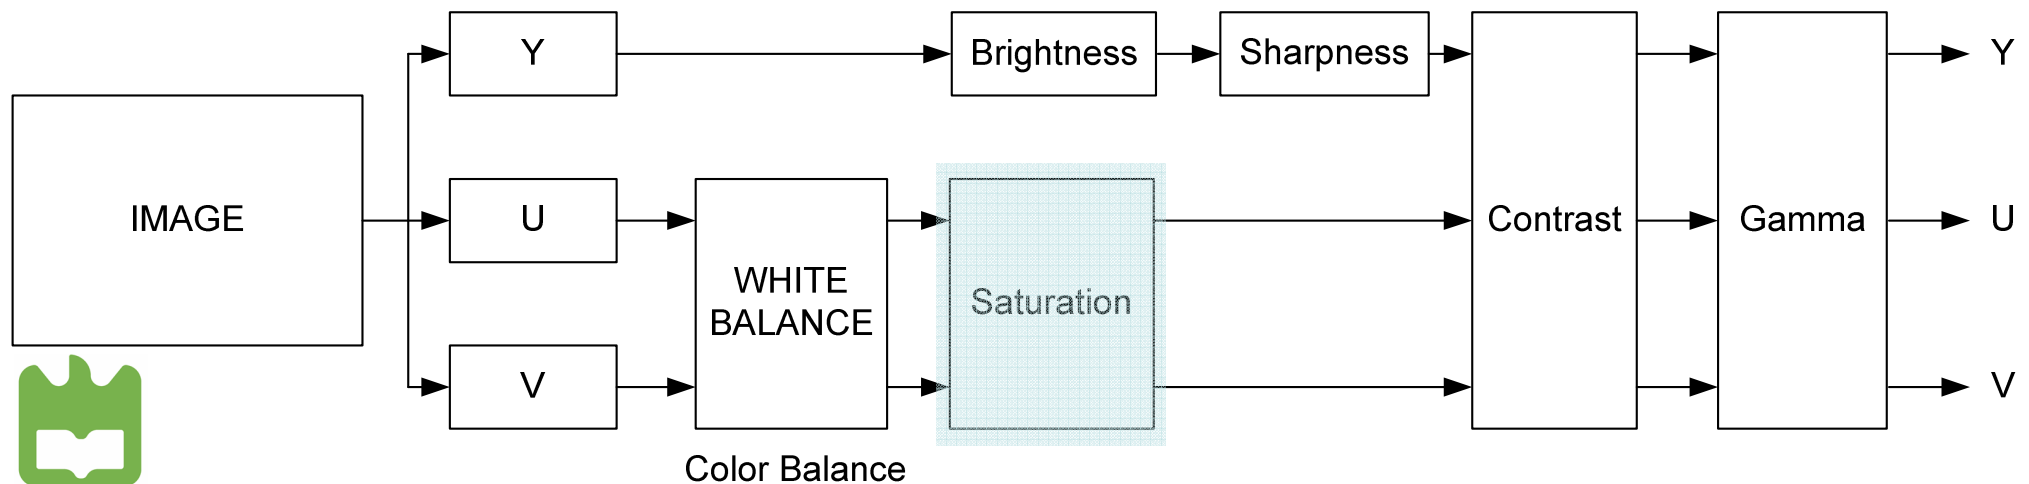 Y
Brightness
Sharpness
Y
IMAGE
U
Contrast
Gamma
U
WHITE
BALANCE
Saturation
V
V
Color Balance